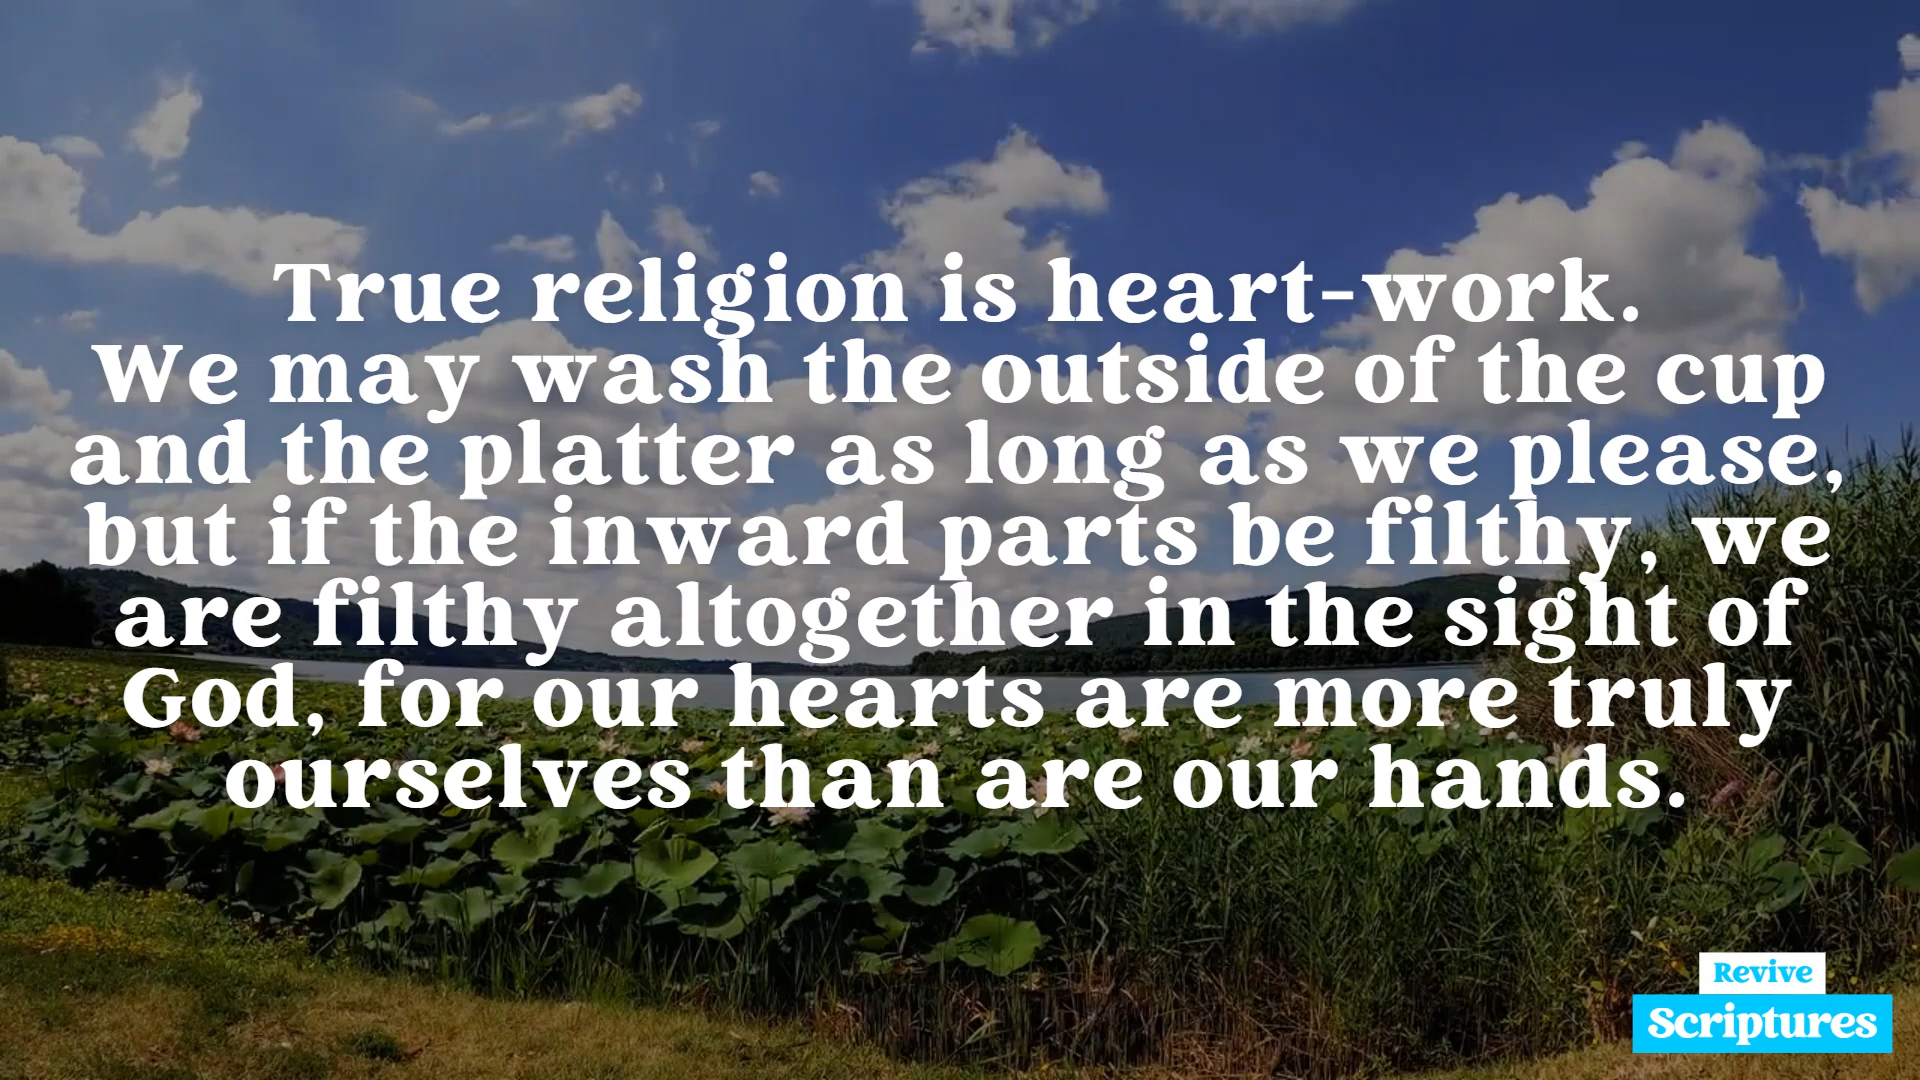 True religion is heart-work.
We may wash the outside of the cup
and the platter as long as we please,
but if the inward parts be filthy, we
are filthy altogether in the sight of
God, for our hearts are more truly
ourselves than are our hands.
Revive
Scriptures